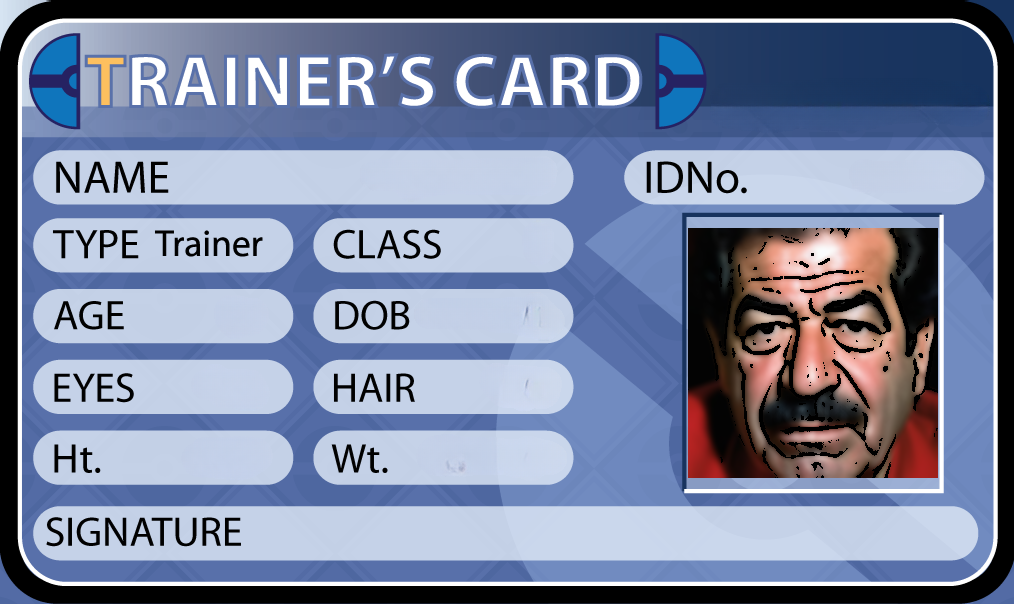 TRAINER'S CARD
NAME
IDNo.
TYPE Trainer
CLASS
AGE
DOB
EYES
HAIR
Ht.
Wt.
SIGNATURE